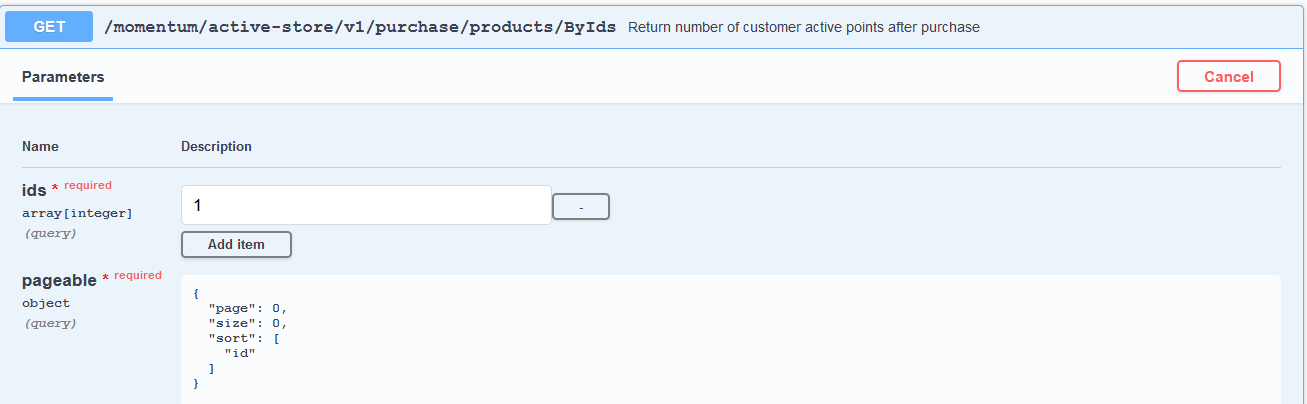 GET /momentum/active-store/v1/purchase/products/ByIds Return number of customer active points after purchase
Parameters Cancel
Name Description
ids * required
array[integer]
(query)
1 -
Add item
pageable * required
object
(query)
{
"page": 0,
"size": 0,
"sort": [
"id"
]
}